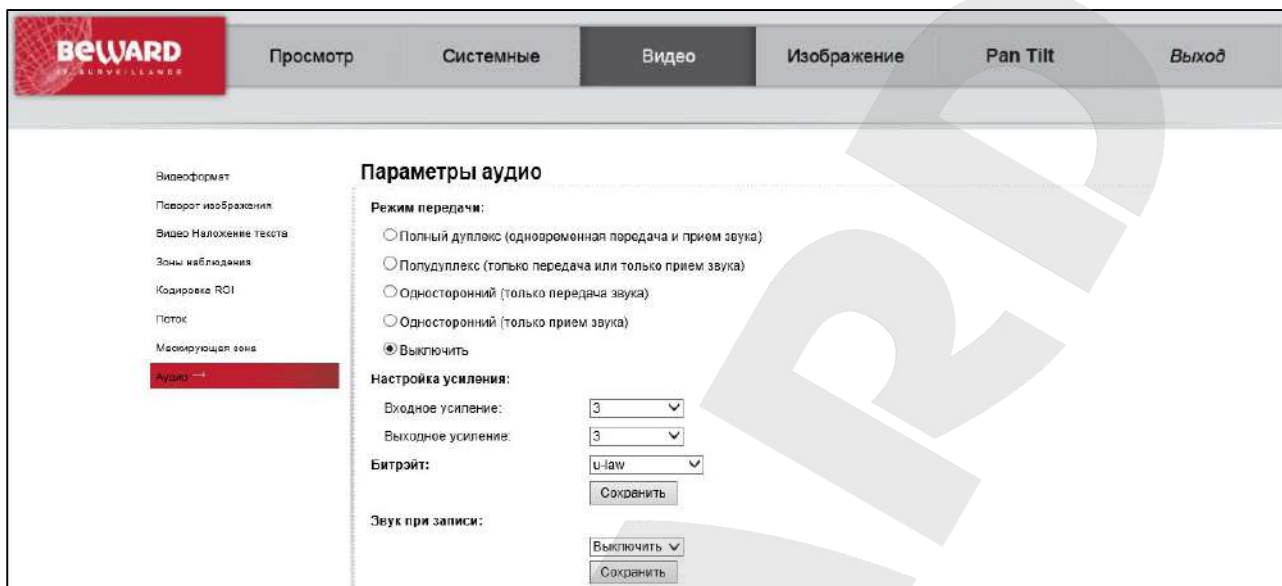 BEWARD
IP SURVEILLANCE
Просмотр
Системные
Видео
Изображение
Pan Tilt
Выход
Видеоформат
Поворот изображения
Видео Наложение текста
Зоны наблюдения
Кодировка ROI
Поток
Маскирующая зона
Аудио →
Параметры аудио
Режим передачи:
Полный дуплекс (одновременная передача и прием звука)
Полудуплекс (только передача или только прием звука)
Односторонний (только передача звука)
Односторонний (только прием звука)
Выключить
Настройка усиления:
Входное усиление: 3
Выходное усиление: 3
Битрэйт: u-law
Сохранить
Звук при записи:
Выключить
Сохранить